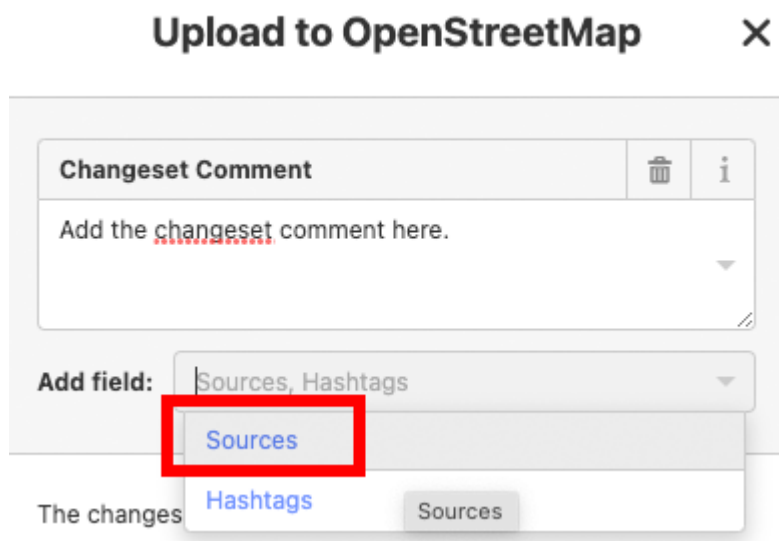 Upload to OpenStreetMap
Changeset Comment
Add the changeset comment here.
Add field: Sources, Hashtags
Sources
Hashtags
The changes
Sources